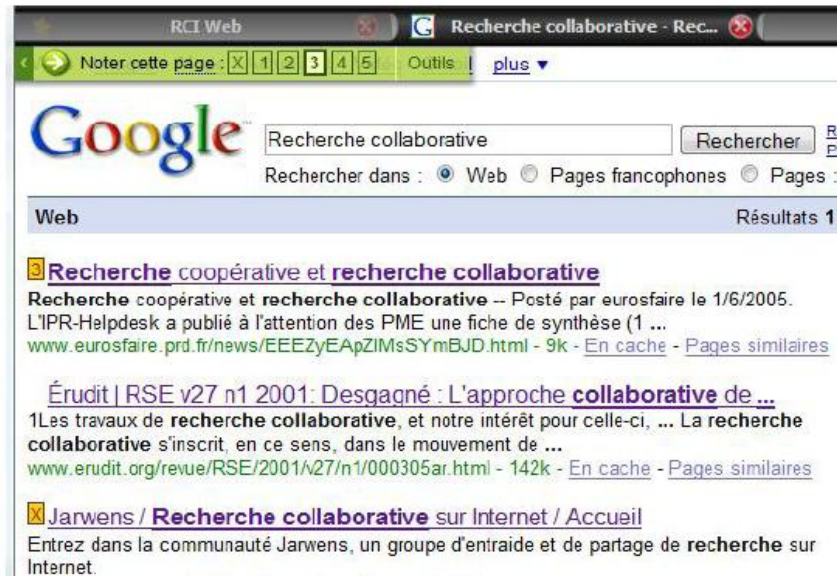 RCI Web
Recherche collaborative - Rec...
Noter cette page : X 1 2 3 4 5 Outils plus ▼
Google
Recherche collaborative
Rechercher
Rechercher dans : Web Pages francophones Pages :
Web
Résultats 1
3 Recherche coopérative et recherche collaborative
Recherche coopérative et recherche collaborative -- Posté par eurosfaire le 1/6/2005.
L'IPR-Helpdesk a publié à l'attention des PME une fiche de synthèse (1 ...
www.eurosfaire.prd.fr/news/EEEZyEApZlMsSYmBJD.html - 9k - En cache - Pages similaires
Érudit | RSE v27 n1 2001: Desgagné : L'approche collaborative de ...
1Les travaux de recherche collaborative, et notre intérêt pour celle-ci, ... La recherche
collaborative s'inscrit, en ce sens, dans le mouvement de ...
www.erudit.org/revue/RSE/2001/v27/n1/000305ar.html - 142k - En cache - Pages similaires
X Jarwens / Recherche collaborative sur Internet / Accueil
Entrez dans la communauté Jarwens, un groupe d'entraide et de partage de recherche sur
Internet.